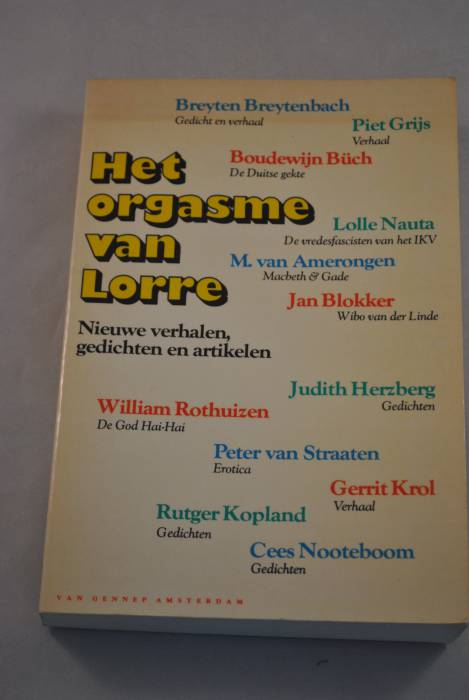 Breyten Breytenbach
Gedicht en verhaal
Piet Grijs
Verhaal
Boudewijn Büch
De Duitse gekte
Het
orgasme
van
Lorre
Lolle Nauta
De vredesfascisten van het IKV
M. van Amerongen
Macbeth & Gade
Jan Blokker
Wibo van der Linde
Nieuwe verhalen,
gedichten en artikelen
Judith Herzberg
Gedichten
William Rothuizen
De God Hai-Hai
Peter van Straaten
Erotica
Gerrit Krol
Verhaal
Rutger Kopland
Gedichten
Cees Nooteboom
Gedichten
VAN GENNEP AMSTERDAM